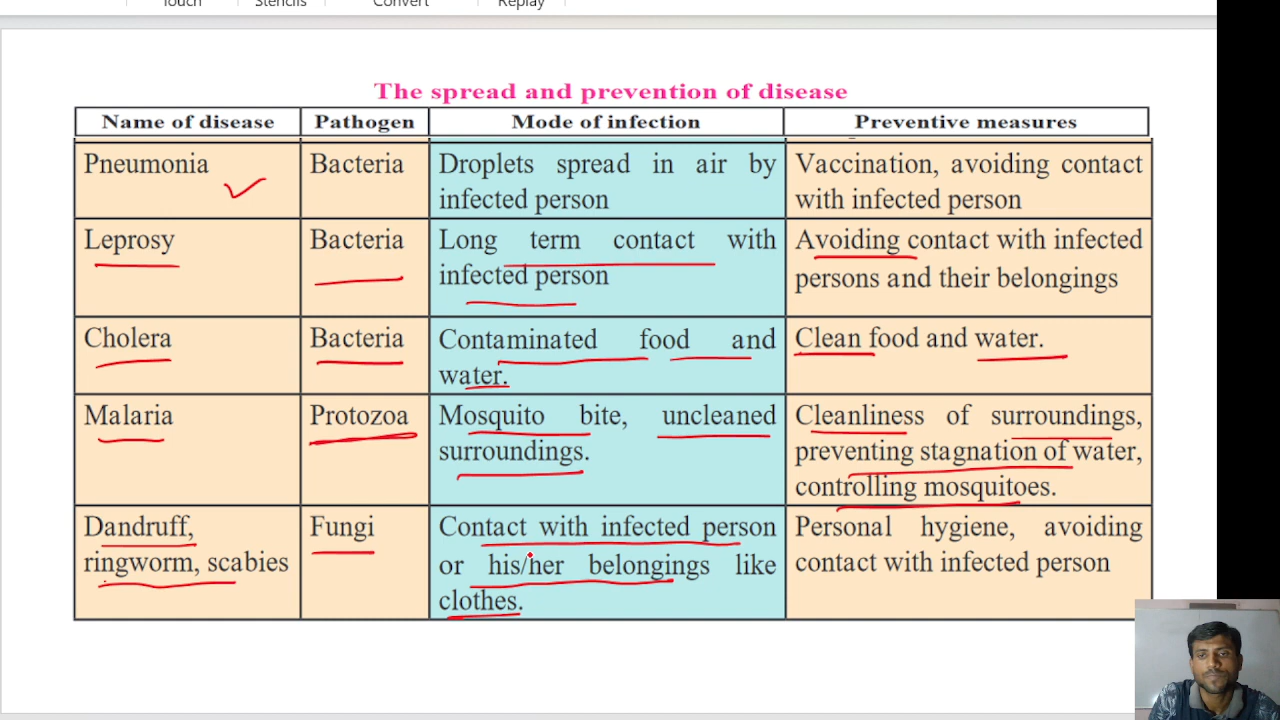 Touch Stencils Convert Replay
The spread and prevention of disease
Name of disease Pathogen Mode of infection Preventive measures
Pneumonia Bacteria Droplets spread in air by Vaccination, avoiding contact
infected person with infected person
Leprosy Bacteria Long term contact with Avoiding contact with infected
infected person persons and their belongings
Cholera Bacteria Contaminated food and Clean food and water.
water.
Malaria Protozoa Mosquito bite, uncleaned Cleanliness of surroundings,
surroundings. preventing stagnation of water,
controlling mosquitoes.
Dandruff, Fungi Contact with infected person Personal hygiene, avoiding
ringworm, scabies or his/her belongings like contact with infected person
clothes.